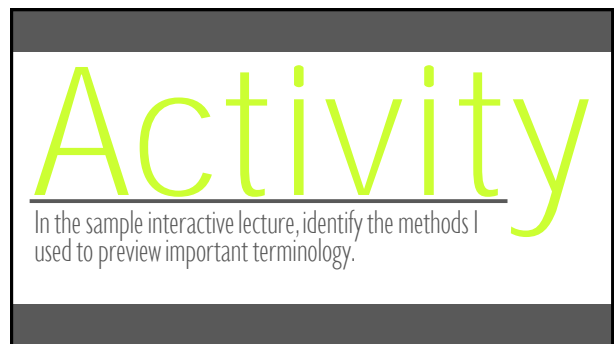 Activity
In the sample interactive lecture, identify the methods I
used to preview important terminology.